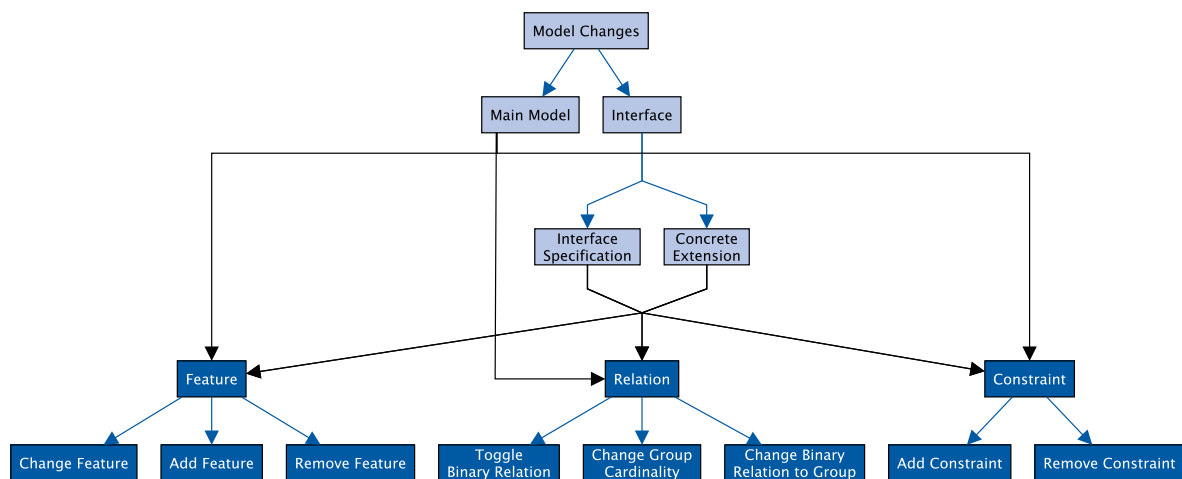 Model Changes
Main Model
Interface
Interface
Specification
Concrete
Extension
Feature
Relation
Constraint
Change Feature
Add Feature
Remove Feature
Toggle
Binary Relation
Change Group
Cardinality
Change Binary
Relation to Group
Add Constraint
Remove Constraint